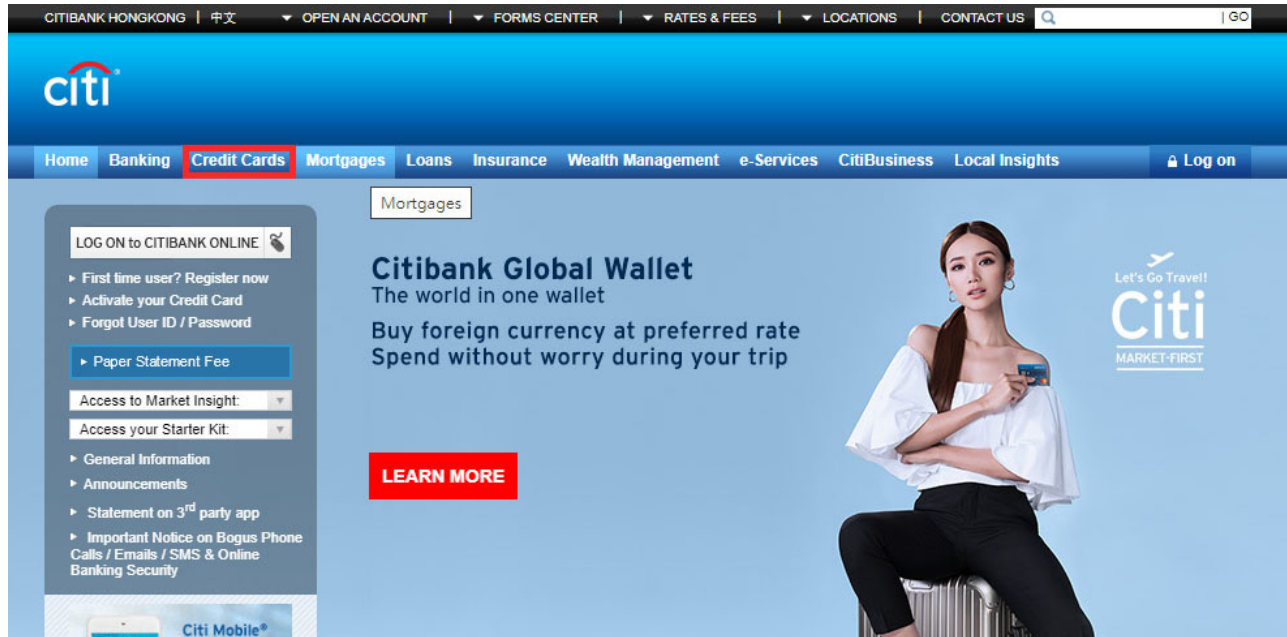 CITIBANK HONGKONG | 中文 ▼ OPEN AN ACCOUNT | ▼ FORMS CENTER | ▼ RATES & FEES | ▼ LOCATIONS | CONTACT US | GO
citi®
Home Banking Credit Cards Mortgages Loans Insurance Wealth Management e-Services CitiBusiness Local Insights Log on
Mortgages
LOG ON to CITIBANK ONLINE
First time user? Register now
Activate your Credit Card
Forgot User ID / Password
Paper Statement Fee
Access to Market Insight:
Access your Starter Kit:
General Information
Announcements
Statement on 3rd party app
Important Notice on Bogus Phone
Calls / Emails / SMS & Online
Banking Security
Citi Mobile®
Citibank Global Wallet
The world in one wallet
Buy foreign currency at preferred rate
Spend without worry during your trip
LEARN MORE
Let's Go Travel!
Citi
MARKET-FIRST